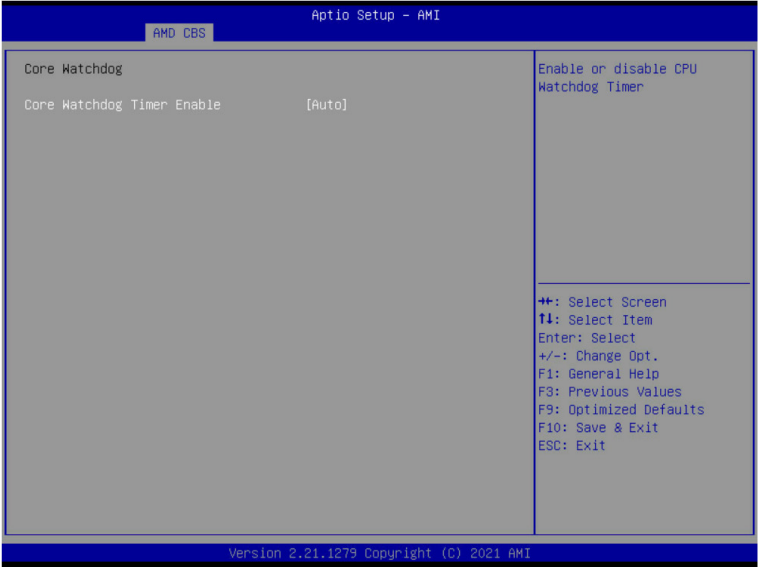 Aptio Setup – AMI
AMD CBS
Core Watchdog
Core Watchdog Timer Enable [Auto]
Enable or disable CPU
Watchdog Timer
→←: Select Screen
↑↓: Select Item
Enter: Select
+/-: Change Opt.
F1: General Help
F3: Previous Values
F9: Optimized Defaults
F10: Save & Exit
ESC: Exit
Version 2.21.1279 Copyright (C) 2021 AMI